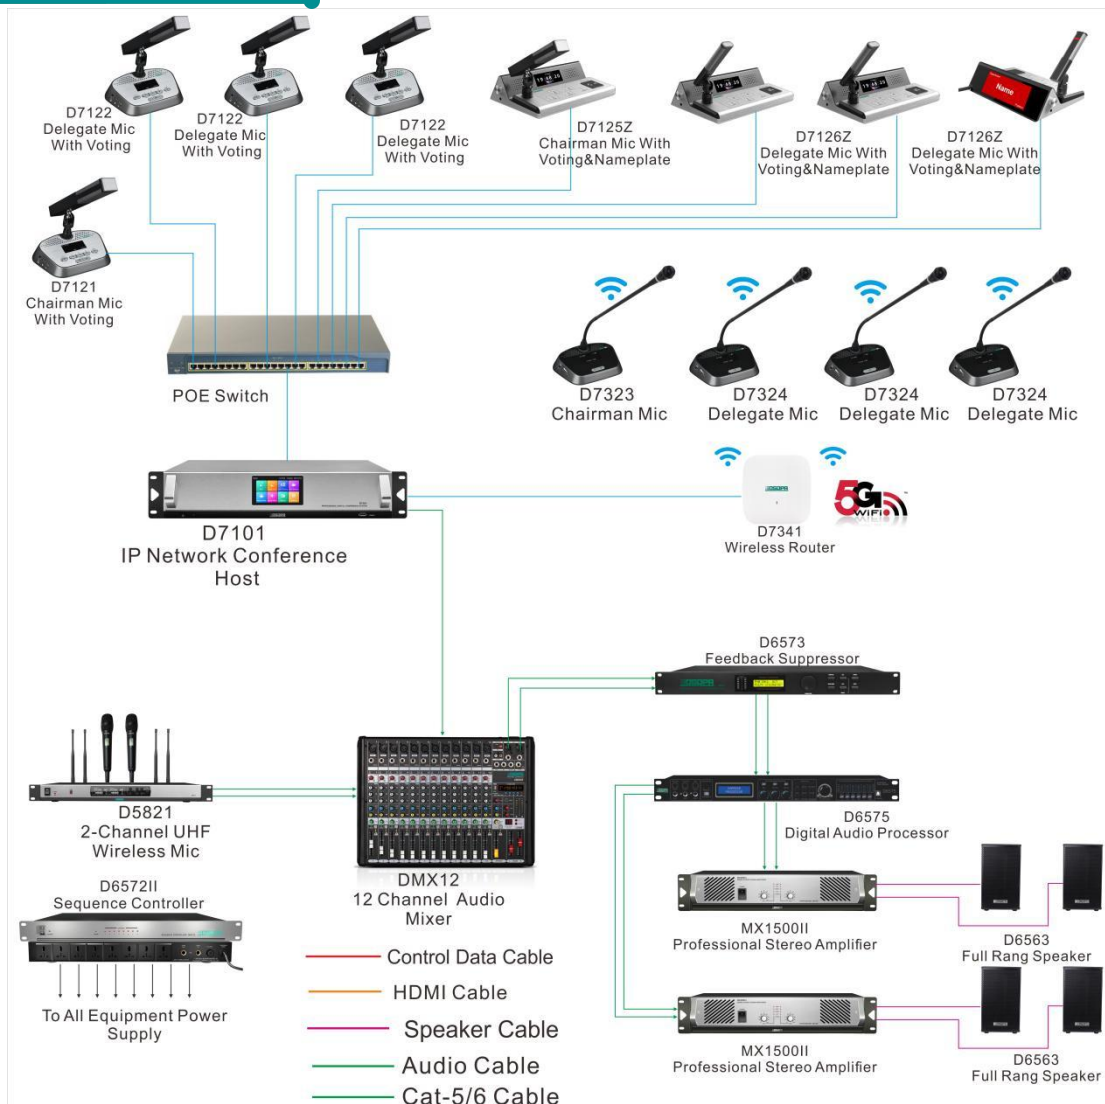 D7122
Delegate Mic
With Voting
D7122
Delegate Mic
With Voting
D7122
Delegate Mic
With Voting
D7125Z
Chairman Mic With
Voting&Nameplate
D7126Z
Delegate Mic With
Voting&Nameplate
D7126Z
Delegate Mic With
Voting&Nameplate
Name
D7121
Chairman Mic
With Voting
POE Switch
D7323
Chairman Mic
D7324
Delegate Mic
D7324
Delegate Mic
D7324
Delegate Mic
D7101
IP Network Conference
Host
DSPPA
5G
WiFi
D7341
Wireless Router
D6573
Feedback Suppressor
D5821
2-Channel UHF
Wireless Mic
DMX12
12 Channel Audio
Mixer
D6575
Digital Audio Processor
D6572II
Sequence Controller
To All Equipment Power
Supply
MX1500II
Professional Stereo Amplifier
D6563
Full Rang Speaker
MX1500II
Professional Stereo Amplifier
D6563
Full Rang Speaker
Control Data Cable
HDMI Cable
Speaker Cable
Audio Cable
Cat-5/6 Cable